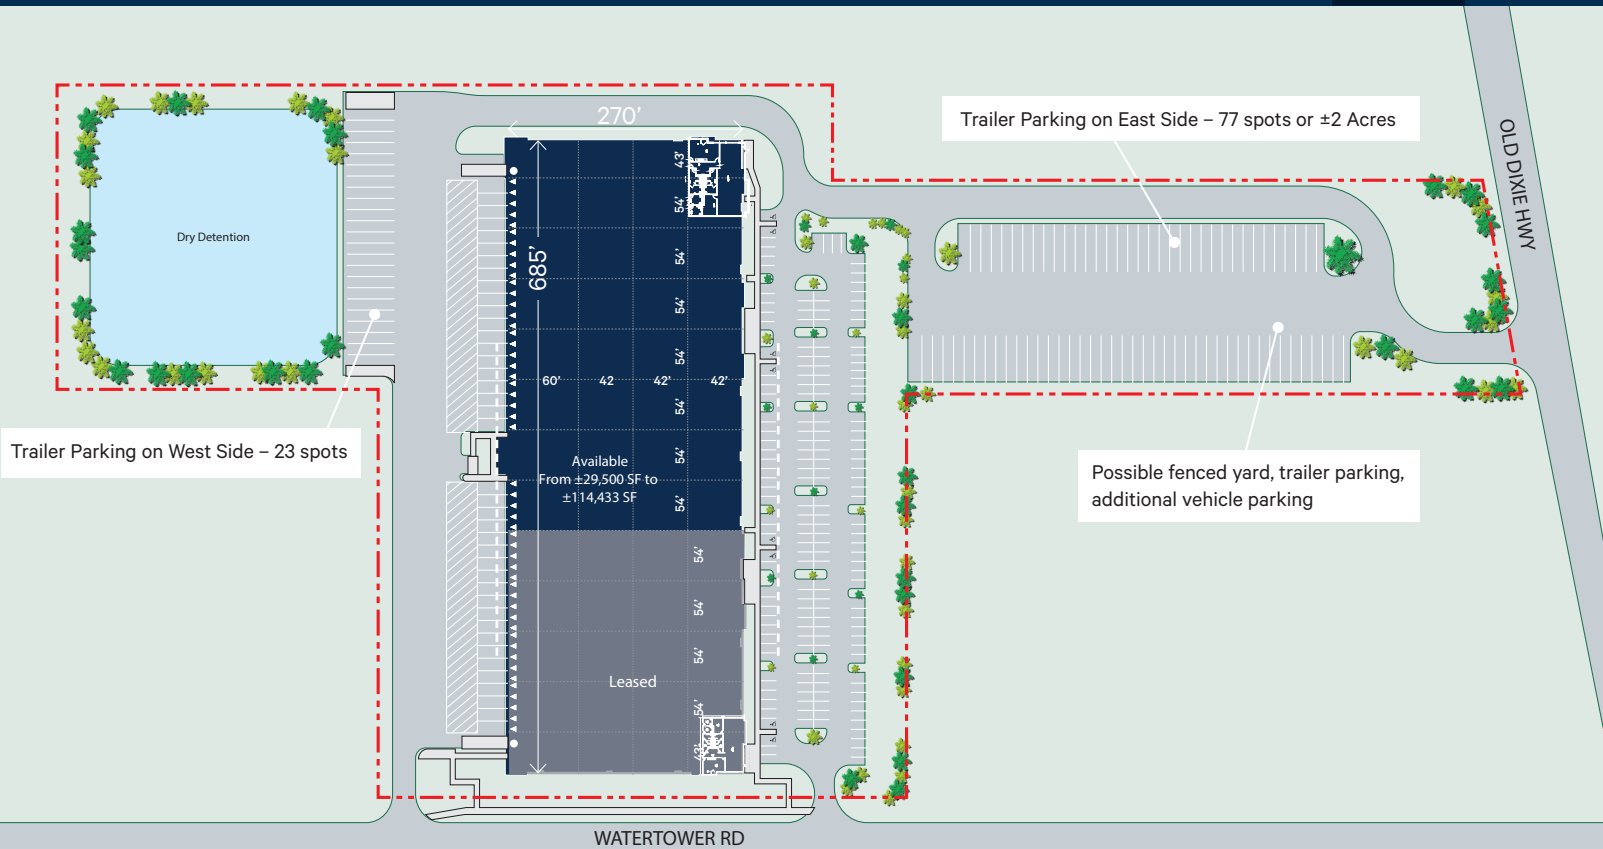 270'
Trailer Parking on East Side – 77 spots or ±2 Acres
OLD DIXIE HWY
43'
54'
Dry Detention
685'
54'
54'
54'
60' 42 42' 42'
54'
Trailer Parking on West Side – 23 spots
54'
Available
From ±29,500 SF to
±114,433 SF
54'
Possible fenced yard, trailer parking,
additional vehicle parking
54'
54'
54'
Leased
54'
43'
WATERTOWER RD